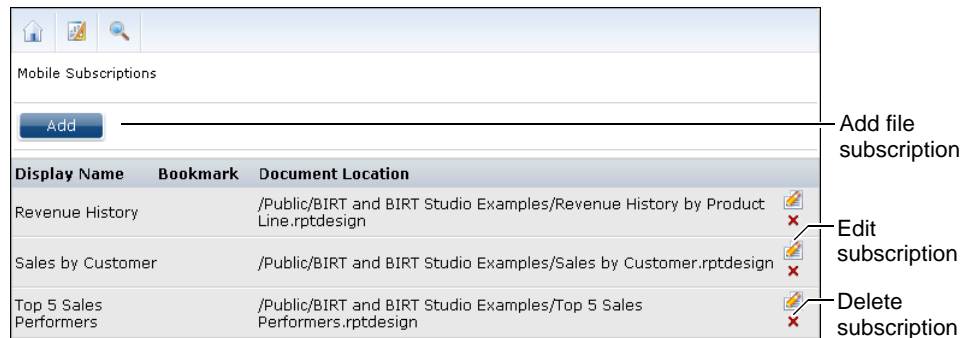 Mobile Subscriptions
Add
Add file
subscription
Display Name Bookmark Document Location
Revenue History
/Public/BIRT and BIRT Studio Examples/Revenue History by Product
Line.rptdesign
Edit
subscription
Sales by Customer
/Public/BIRT and BIRT Studio Examples/Sales by Customer.rptdesign
Top 5 Sales
Performers
/Public/BIRT and BIRT Studio Examples/Top 5 Sales
Performers.rptdesign
Delete
subscription